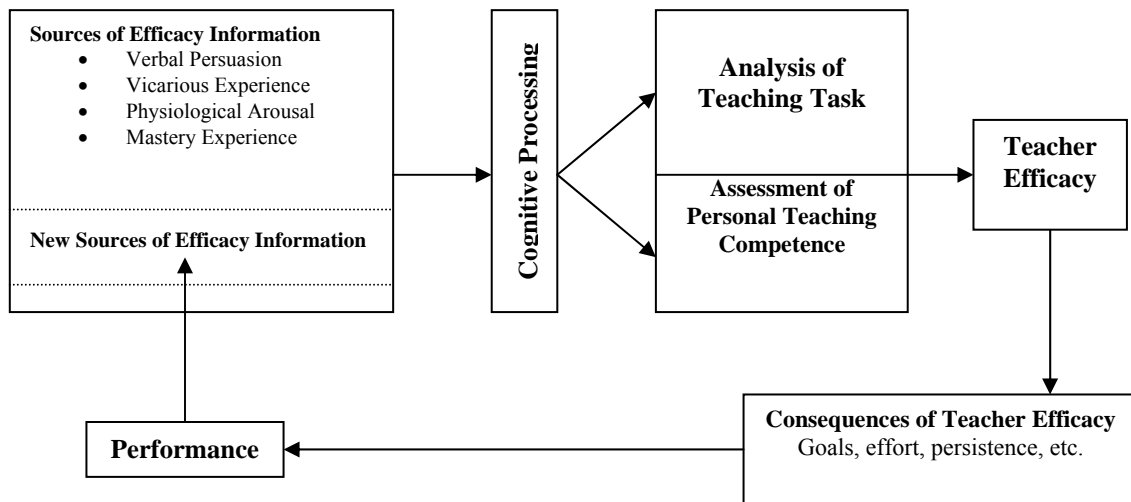 Sources of Efficacy Information
• Verbal Persuasion
• Vicarious Experience
• Physiological Arousal
• Mastery Experience
New Sources of Efficacy Information
Cognitive Processing
Analysis of
Teaching Task
Assessment of
Personal Teaching
Competence
Teacher
Efficacy
Consequences of Teacher Efficacy
Goals, effort, persistence, etc.
Performance